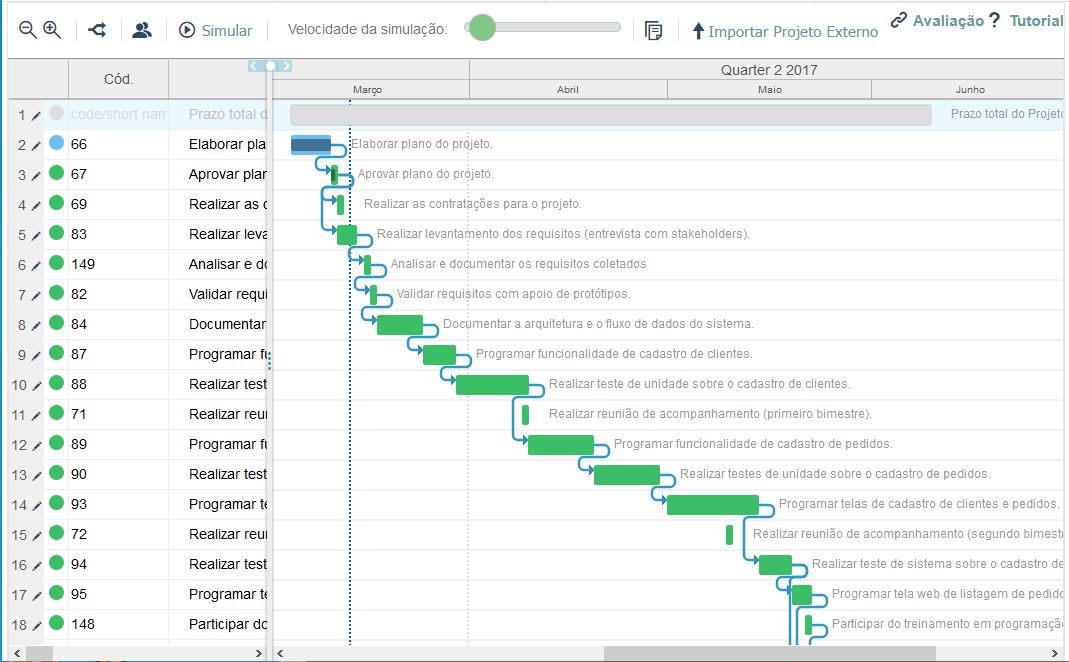 Simular
Velocidade da simulação:
Importar Projeto Externo
Avaliação ? Tutorial
Cód.
Quarter 2 2017
Março Abril Maio Junho
1 code/short nam Prazo total d Prazo total do Projeto
2 66 Elaborar pla Elaborar plano do projeto.
3 67 Aprovar plan Aprovar plano do projeto.
4 69 Realizar as c Realizar as contratações para o projeto.
5 83 Realizar leva Realizar levantamento dos requisitos (entrevista com stakeholders).
6 149 Analisar e do Analisar e documentar os requisitos coletados
7 82 Validar requi Validar requisitos com apoio de protótipos.
8 84 Documentar Documentar a arquitetura e o fluxo de dados do sistema.
9 87 Programar fu Programar funcionalidade de cadastro de clientes.
10 88 Realizar test Realizar teste de unidade sobre o cadastro de clientes.
11 71 Realizar reu Realizar reunião de acompanhamento (primeiro bimestre).
12 89 Programar fu Programar funcionalidade de cadastro de pedidos.
13 90 Realizar test Realizar testes de unidade sobre o cadastro de pedidos.
14 93 Programar te Programar telas de cadastro de clientes e pedidos.
15 72 Realizar reu Realizar reunião de acompanhamento (segundo bimestr
16 94 Realizar test Realizar teste de sistema sobre o cadastro de
17 95 Programar te Programar tela web de listagem de pedido
18 148 Participar do Participar do treinamento em programação